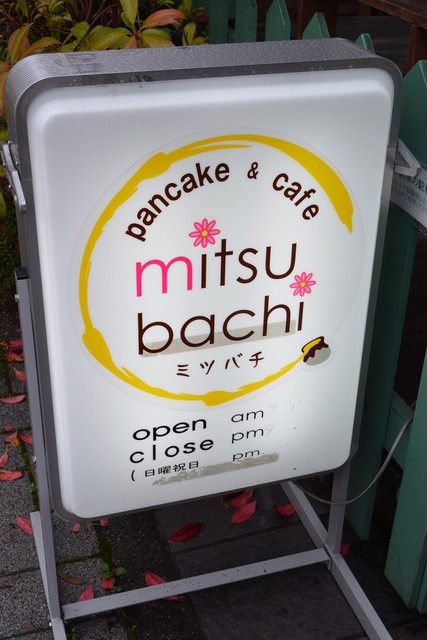 pancake & cafe
mitsu
bachi
ミツバチ
open am
close pm
(日曜祝日 pm